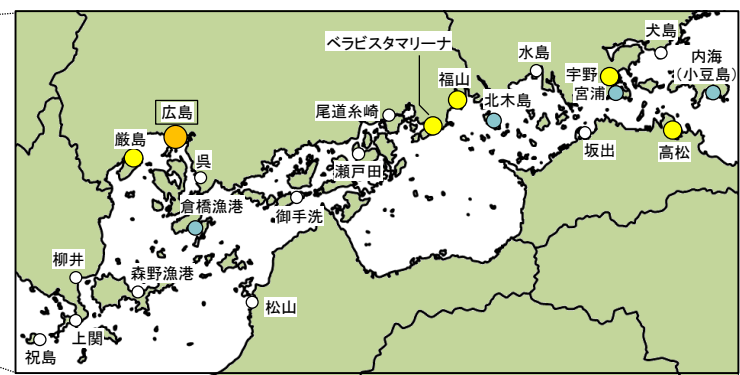 犬島
ベラビスタマリーナ
水島
内海
(小豆島)
宇野
福山
宮浦
北木島
尾道糸崎
広島
厳島
呉
瀬戸田
坂出
高松
倉橋漁港
御手洗
柳井
森野漁港
松山
上関
祝島